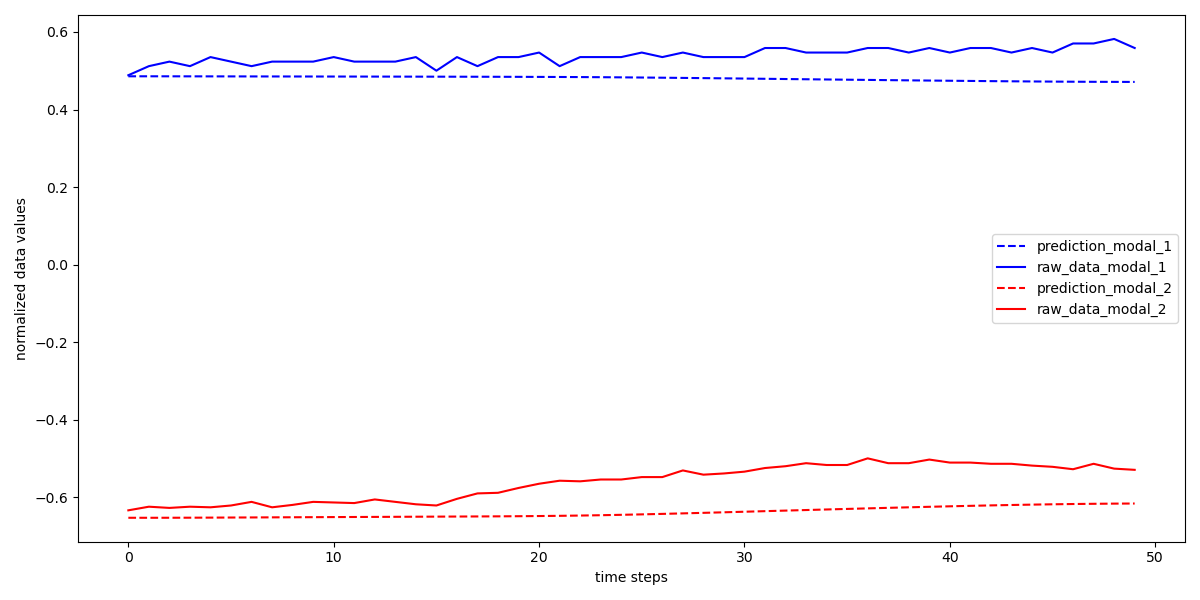 0.6
0.4
0.2
0.0
−0.2
−0.4
−0.6
normalized data values
prediction_modal_1
raw_data_modal_1
prediction_modal_2
raw_data_modal_2
0 10 20 30 40 50
time steps